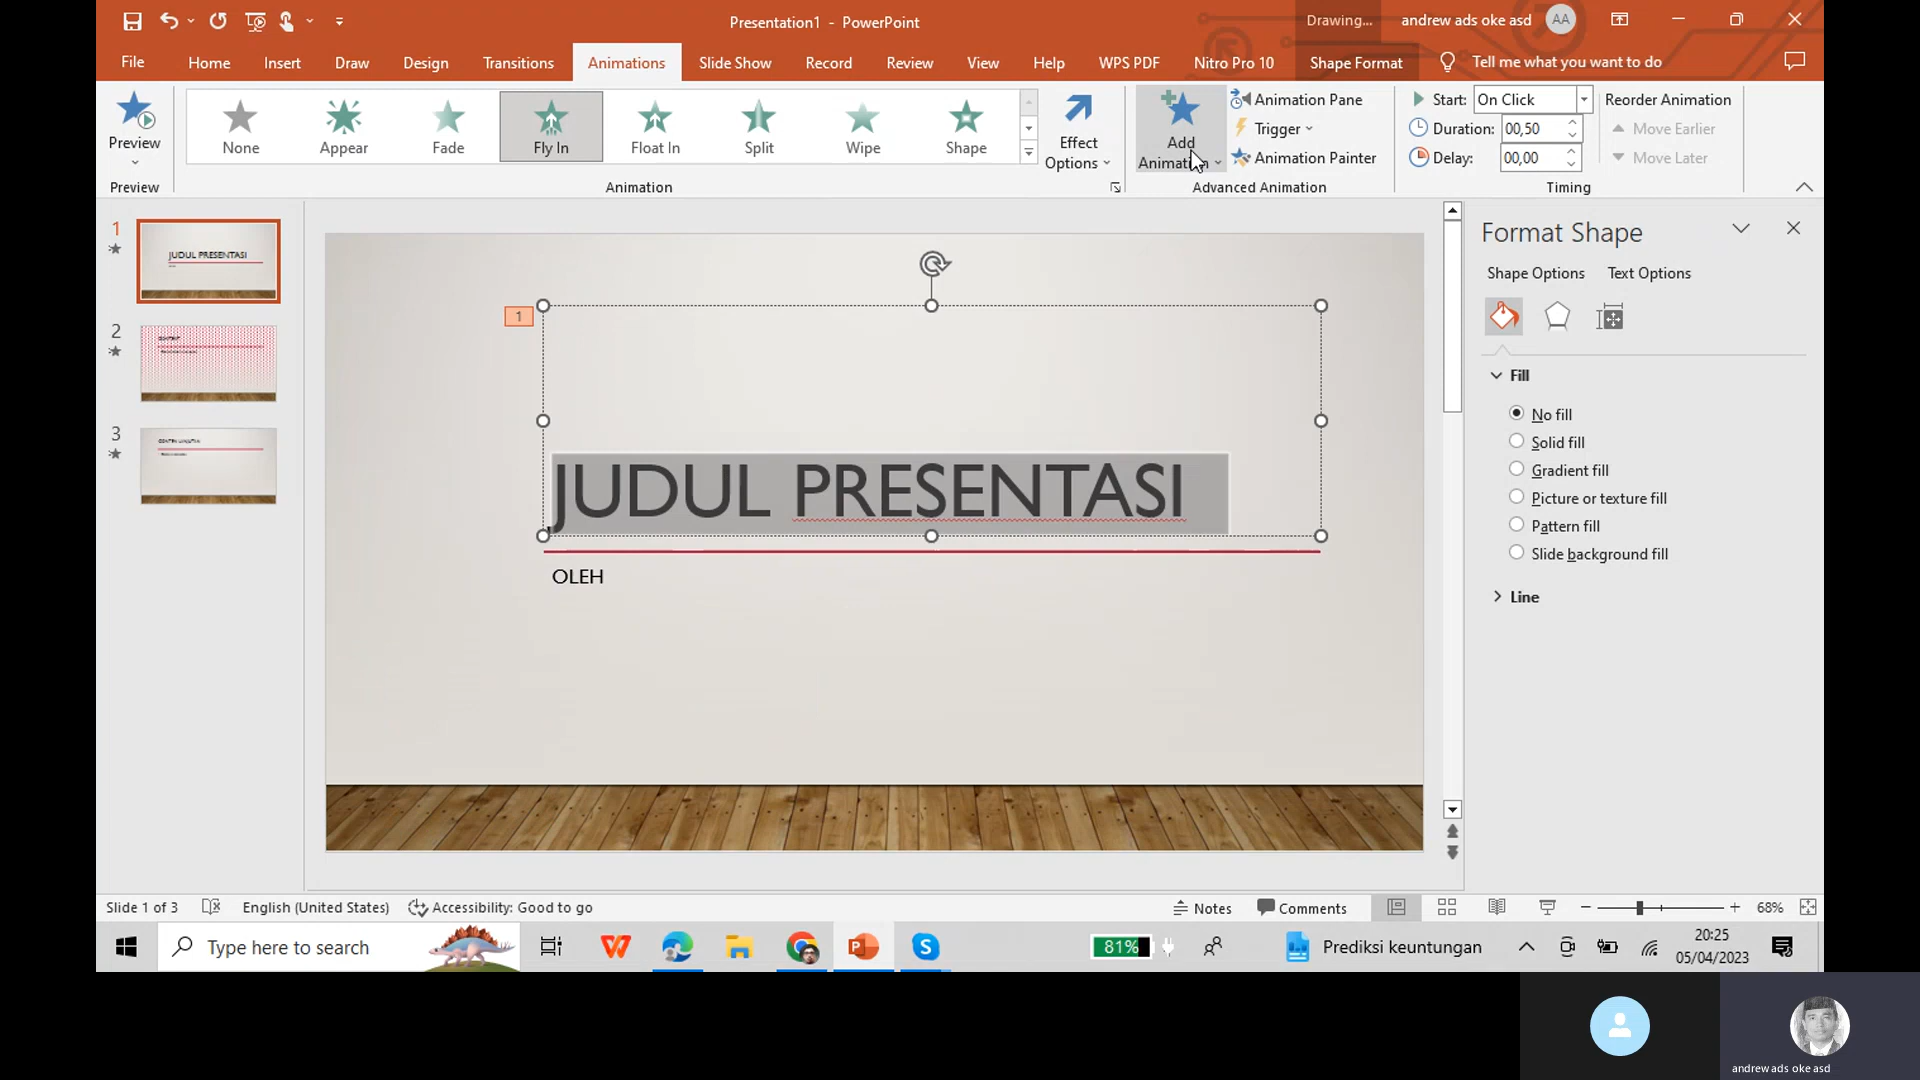 Presentation1 - PowerPoint
Drawing...
andrew ads oke asd
AA
File Home Insert Draw Design Transitions Animations Slide Show Record Review View Help WPS PDF Nitro Pro 10 Shape Format Tell me what you want to do
Preview
Preview
None Appear Fade Fly In Float In Split Wipe Shape
Animation
Effect
Options
Add
Animation
Animation Pane
Trigger
Animation Painter
Advanced Animation
Start: On Click
Duration: 00,50
Delay: 00,00
Timing
Reorder Animation
Move Earlier
Move Later
1
JUDUL PRESENTASI
2
CONTENT
3
1
JUDUL PRESENTASI
OLEH
Format Shape
Shape Options Text Options
Fill
No fill
Solid fill
Gradient fill
Picture or texture fill
Pattern fill
Slide background fill
Line
Slide 1 of 3 English (United States) Accessibility: Good to go Notes Comments 68%
Type here to search
81%
Prediksi keuntungan
20:25
05/04/2023
andrew ads oke asd